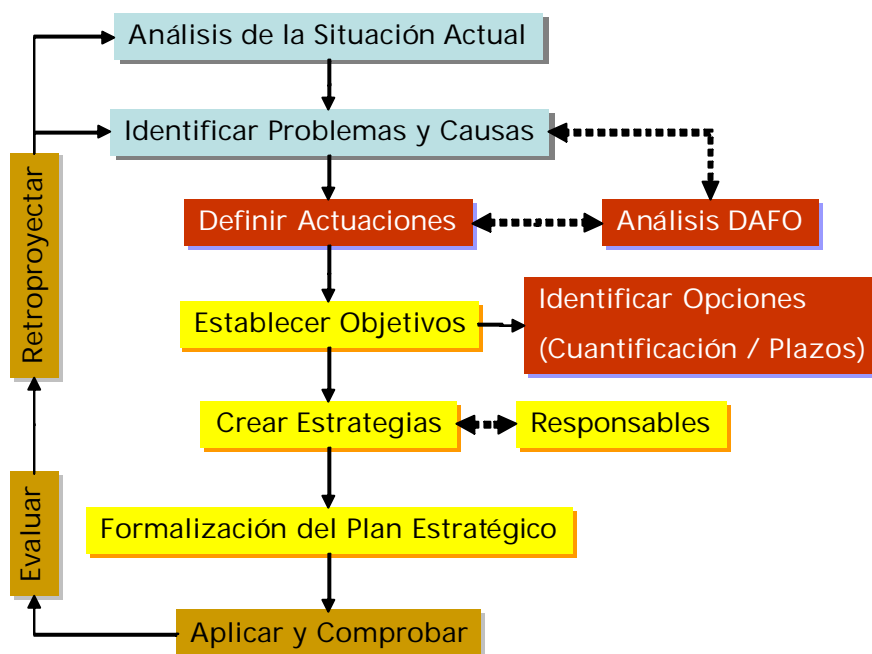 Análisis de la Situación Actual
Identificar Problemas y Causas
Definir Actuaciones
Análisis DAFO
Establecer Objetivos
Identificar Opciones
(Cuantificación / Plazos)
Crear Estrategias
Responsables
Formalización del Plan Estratégico
Aplicar y Comprobar
Evaluar
Retroproyectar